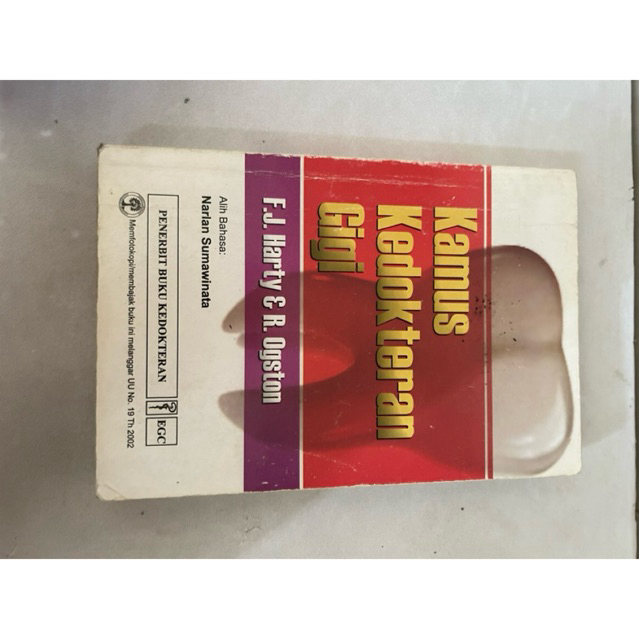 Kamus
Kedokteran
Gigi
F.J. Harty & R. Ogston
Alih Bahasa:
Narlan Sumawinata
PENERBIT BUKU KEDOKTERAN
EGC
Memfotokopi/membajak buku ini melanggar UU No. 19 Th 2002